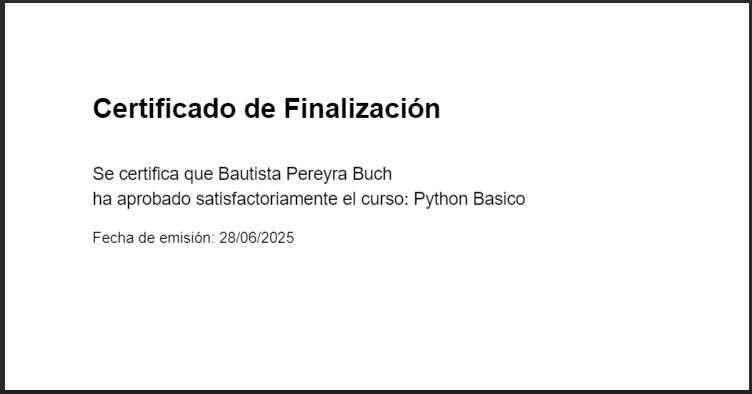 Certificado de Finalización
Se certifica que Bautista Pereyra Buch
ha aprobado satisfactoriamente el curso: Python Basico
Fecha de emisión: 28/06/2025